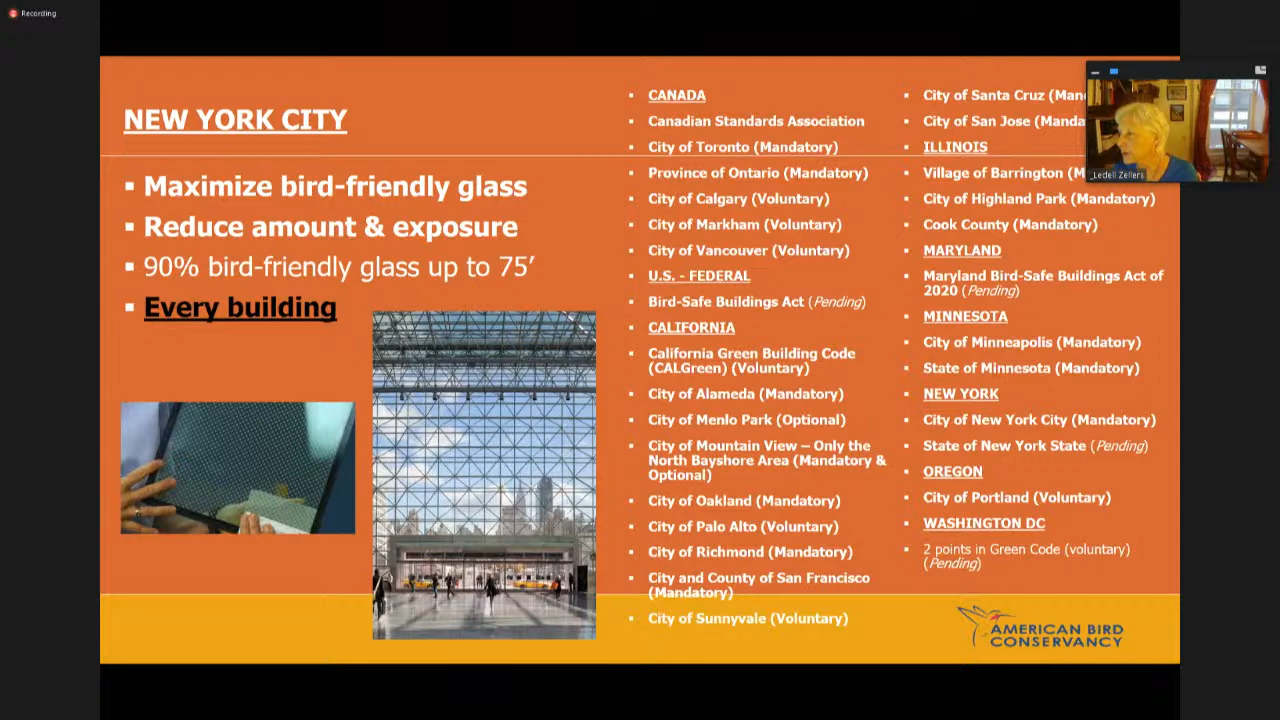 Recording
NEW YORK CITY
Maximize bird-friendly glass
Reduce amount & exposure
90% bird-friendly glass up to 75’
Every building
CANADA
Canadian Standards Association
City of Toronto (Mandatory)
Province of Ontario (Mandatory)
City of Calgary (Voluntary)
City of Markham (Voluntary)
City of Vancouver (Voluntary)
U.S. - FEDERAL
Bird-Safe Buildings Act (Pending)
CALIFORNIA
California Green Building Code
(CALGreen) (Voluntary)
City of Alameda (Mandatory)
City of Menlo Park (Optional)
City of Mountain View – Only the
North Bayshore Area (Mandatory &
Optional)
City of Oakland (Mandatory)
City of Palo Alto (Voluntary)
City of Richmond (Mandatory)
City and County of San Francisco
(Mandatory)
City of Sunnyvale (Voluntary)
City of Santa Cruz (Man
City of San Jose (Manda
ILLINOIS
Village of Barrington (M
City of Highland Park (Mandatory)
Cook County (Mandatory)
MARYLAND
Maryland Bird-Safe Buildings Act of
2020 (Pending)
MINNESOTA
City of Minneapolis (Mandatory)
State of Minnesota (Mandatory)
NEW YORK
City of New York City (Mandatory)
State of New York State (Pending)
OREGON
City of Portland (Voluntary)
WASHINGTON DC
2 points in Green Code (voluntary)
(Pending)
_Ledell Zellers
AMERICAN BIRD
CONSERVANCY